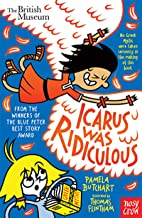 The
British
Museum
No Greek
Myths
were taken
seriously in
the making of
this book
FROM THE
WINNERS OF
THE BLUE PETER
BEST STORY
AWARD
ICARUS
WAS
RIDICULOUS
PAMELA
BUTCHART
Illustrated by
THOMAS
FLINTHAM
nosy
crow